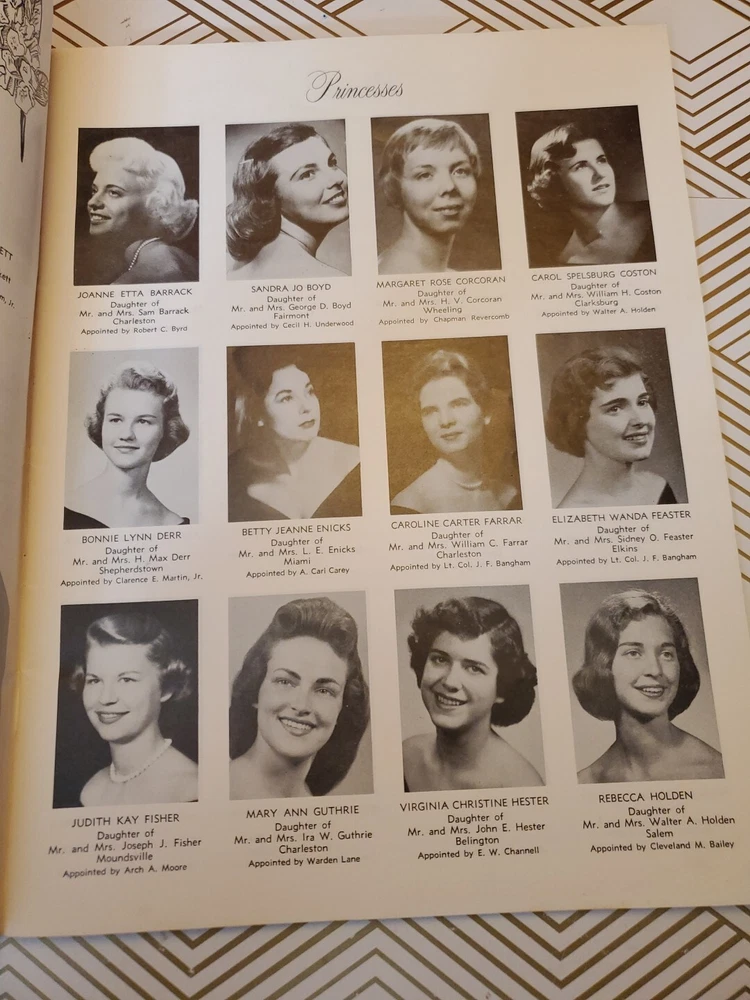 ETT
ett
m, Jr.
Princesses
JOANNE ETTA BARRACK
Daughter of
Mr. and Mrs. Sam Barrack
Charleston
Appointed by Robert C. Byrd
SANDRA JO BOYD
Daughter of
Mr. and Mrs. George D. Boyd
Fairmont
Appointed by Cecil H. Underwood
MARGARET ROSE CORCORAN
Daughter of
Mr. and Mrs. H. V. Corcoran
Wheeling
Appointed by Chapman Revercomb
CAROL SPELSBURG COSTON
Daughter of
Mr. and Mrs. William H. Coston
Clarksburg
Appointed by Walter A. Holden
BONNIE LYNN DERR
Daughter of
Mr. and Mrs. H. Max Derr
Shepherdstown
Appointed by Clarence E. Martin, Jr.
BETTY JEANNE ENICKS
Daughter of
Mr. and Mrs. L. E. Enicks
Miami
Appointed by A. Carl Carey
CAROLINE CARTER FARRAR
Daughter of
Mr. and Mrs. William C. Farrar
Charleston
Appointed by Lt. Col. J. F. Bangham
ELIZABETH WANDA FEASTER
Daughter of
Mr. and Mrs. Sidney O. Feaster
Elkins
Appointed by Lt. Col. J. F. Bangham
JUDITH KAY FISHER
Daughter of
Mr. and Mrs. Joseph J. Fisher
Moundsville
Appointed by Arch A. Moore
MARY ANN GUTHRIE
Daughter of
Mr. and Mrs. Ira W. Guthrie
Charleston
Appointed by Warden Lane
VIRGINIA CHRISTINE HESTER
Daughter of
Mr. and Mrs. John E. Hester
Belington
Appointed by E. W. Channell
REBECCA HOLDEN
Daughter of
Mr. and Mrs. Walter A. Holden
Salem
Appointed by Cleveland M. Bailey